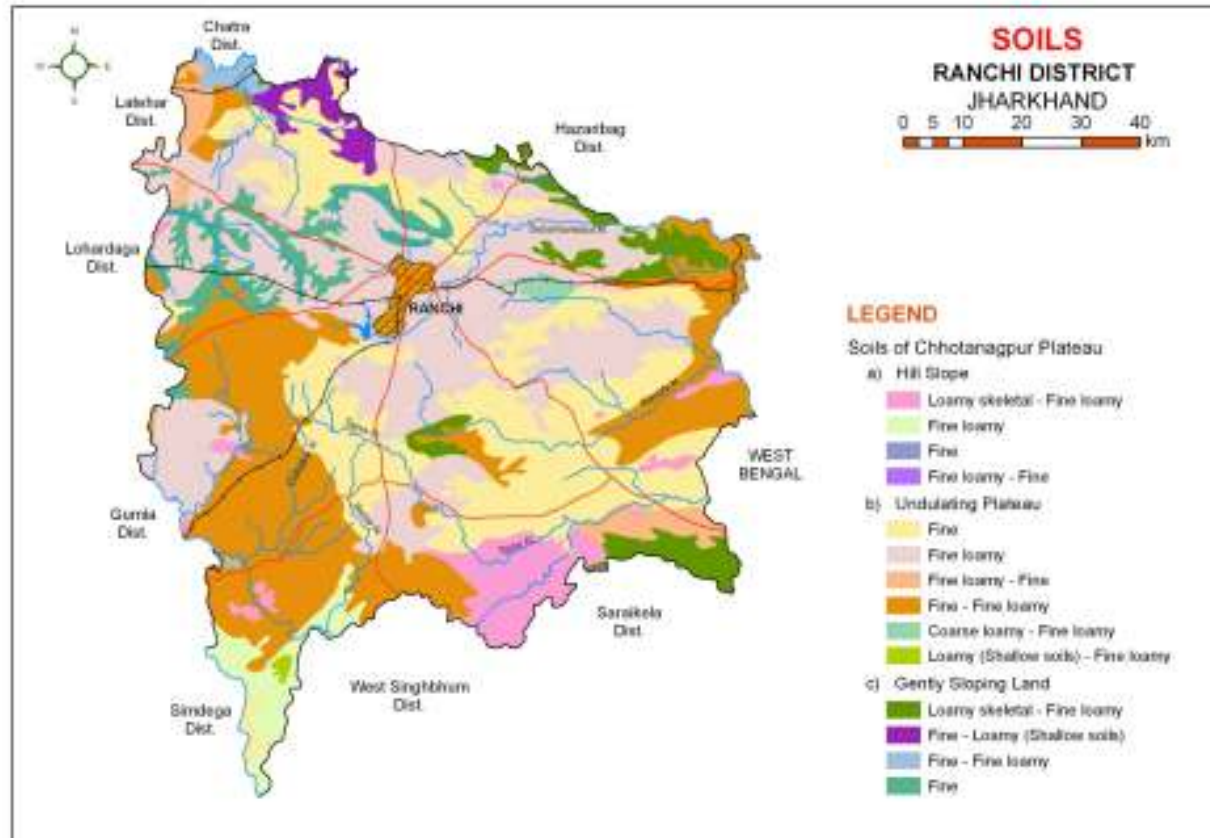 SOILS
RANCHI DISTRICT
JHARKHAND
0 5 10 20 30 40
km
N
W E
S
Chatra
Dist.
Latehar
Dist.
Hazaribag
Dist.
Lohardaga
Dist.
RANCHI
WEST
BENGAL
Gumla
Dist.
Saraikela
Dist.
West Singhbhum
Dist.
Simdega
Dist.
LEGEND
Soils of Chhotanagpur Plateau
a) Hill Slope
Loamy skeletal - Fine loamy
Fine loamy
Fine
Fine loamy - Fine
b) Undulating Plateau
Fine
Fine loamy
Fine loamy - Fine
Fine - Fine loamy
Coarse loamy - Fine loamy
Loamy (Shallow soils) - Fine loamy
c) Gently Sloping Land
Loamy skeletal - Fine loamy
Fine - Loamy (Shallow soils)
Fine - Fine loamy
Fine